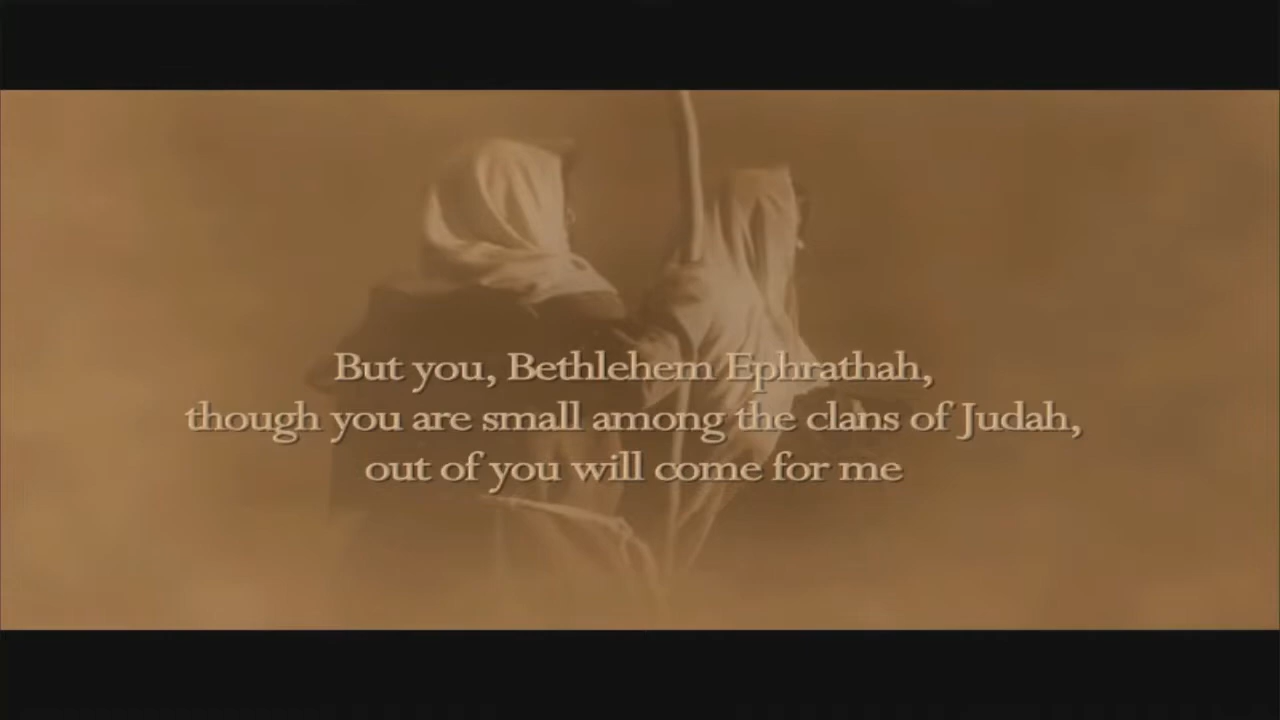 But you, Bethlehem Ephrathah,
though you are small among the clans of Judah,
out of you will come for me